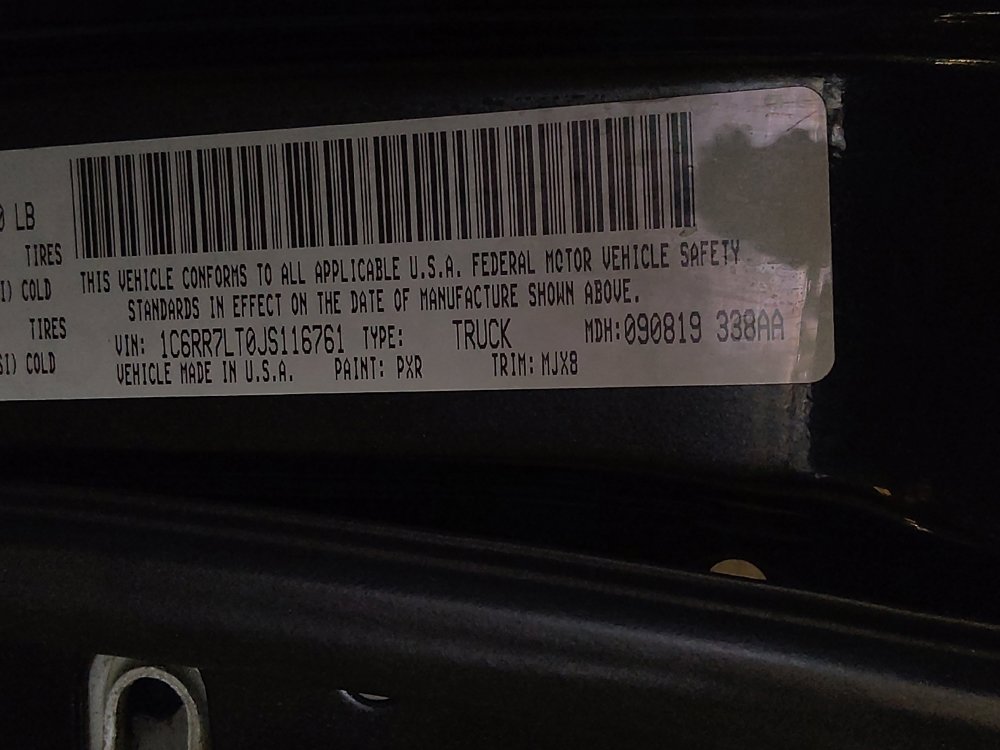 0 LB
TIRES
I) COLD
TIRES
SI) COLD
THIS VEHICLE CONFORMS TO ALL APPLICABLE U.S.A. FEDERAL MOTOR VEHICLE SAFETY
STANDARDS IN EFFECT ON THE DATE OF MANUFACTURE SHOWN ABOVE.
VIN: 1C6RR7LT0JS116761 TYPE: TRUCK MDH:090819 338AA
VEHICLE MADE IN U.S.A. PAINT: PXR TRIM: MJX8